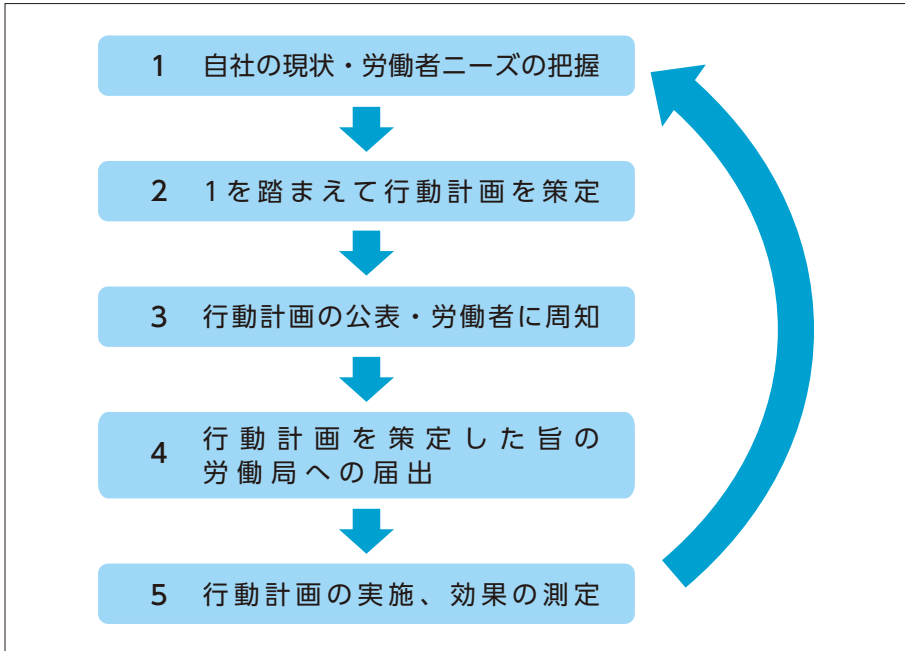 1 自社の現状・労働者ニーズの把握
2 1を踏まえて行動計画を策定
3 行動計画の公表・労働者に周知
4 行動計画を策定した旨の
労働局への届出
5 行動計画の実施、効果の測定